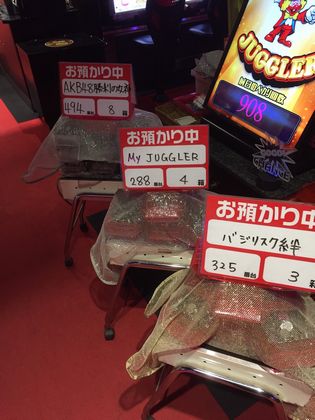 お預かり中
AKB48勝利の女神
494 番台 8 箱
お預かり中
My JUGGLER
288 番台 4 箱
お預かり中
バジリスク絆
325 番台 3 箱
JUGGLER
908